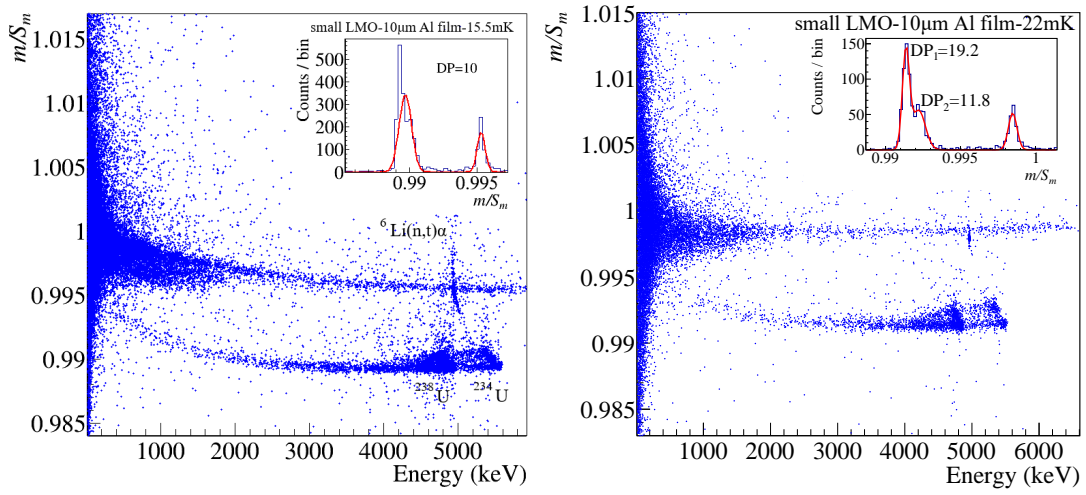 small LMO-10μm Al film-15.5mK
m/Sm
1.015
1.01
1.005
1
0.995
0.99
0.985
Counts / bin
500
400
300
200
100
0
DP=10
0.99
0.995
m/Sm
⁶Li(n,t)α
²³⁸U
²³⁴U
1000
2000
3000
4000
5000
Energy (keV)
small LMO-10μm Al film-22mK
m/Sm
1.015
1.01
1.005
1
0.995
0.99
0.985
Counts / bin
150
100
50
0
DP₁=19.2
DP₂=11.8
0.99
0.995
1
m/Sm
1000
2000
3000
4000
5000
6000
Energy (keV)